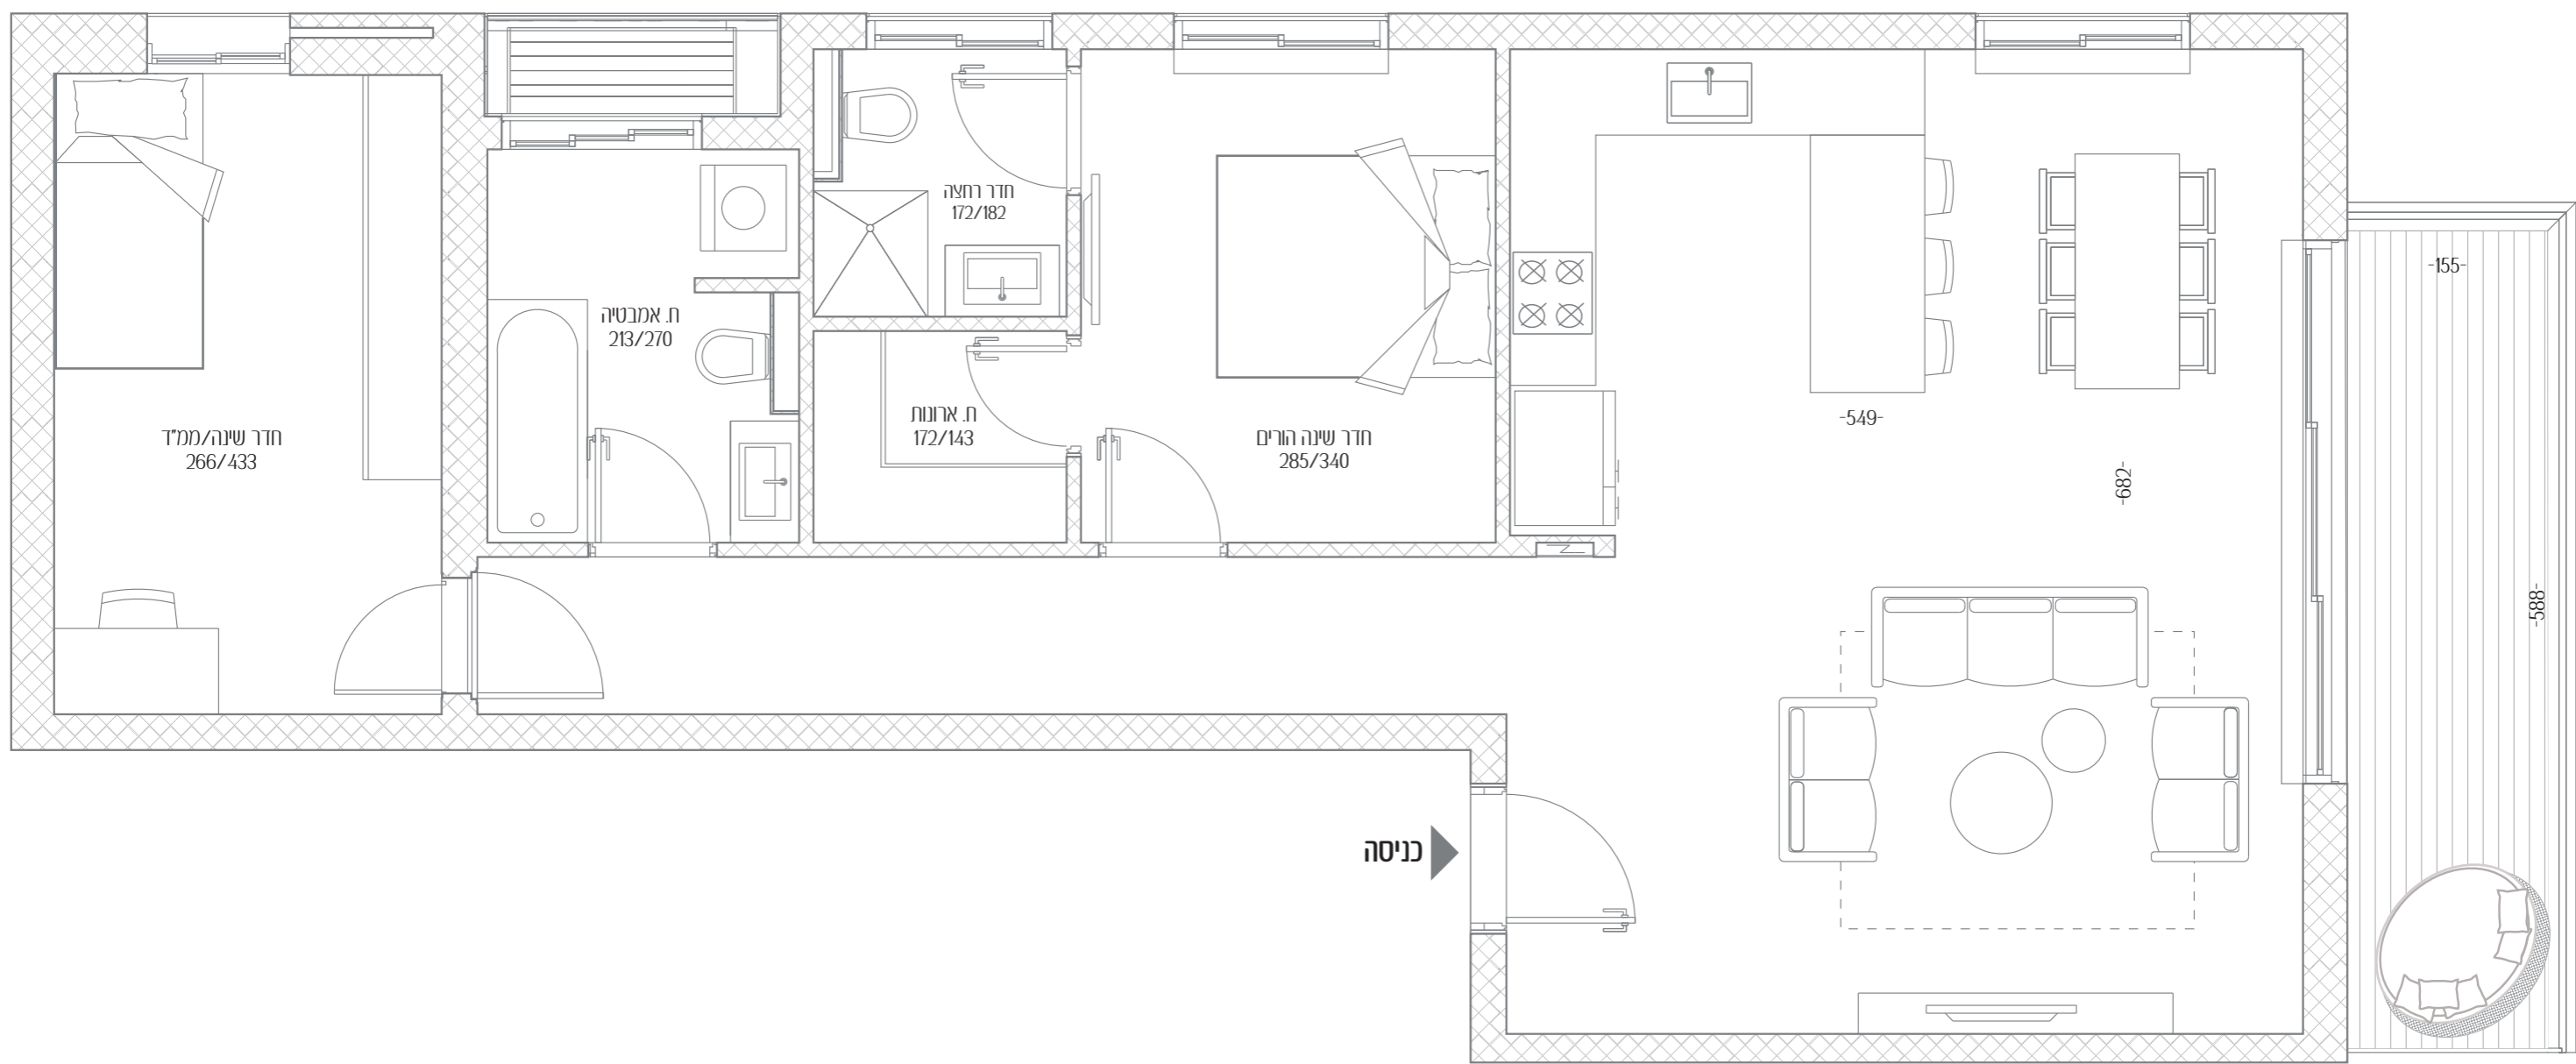 חדר רחצה
172/182
-155-
ח. אמבטיה
213/270
ח. ארונות
172/143
-549-
חדר שינה/ממ"ד
266/433
חדר שינה הורים
285/340
-682-
-588-
כניסה